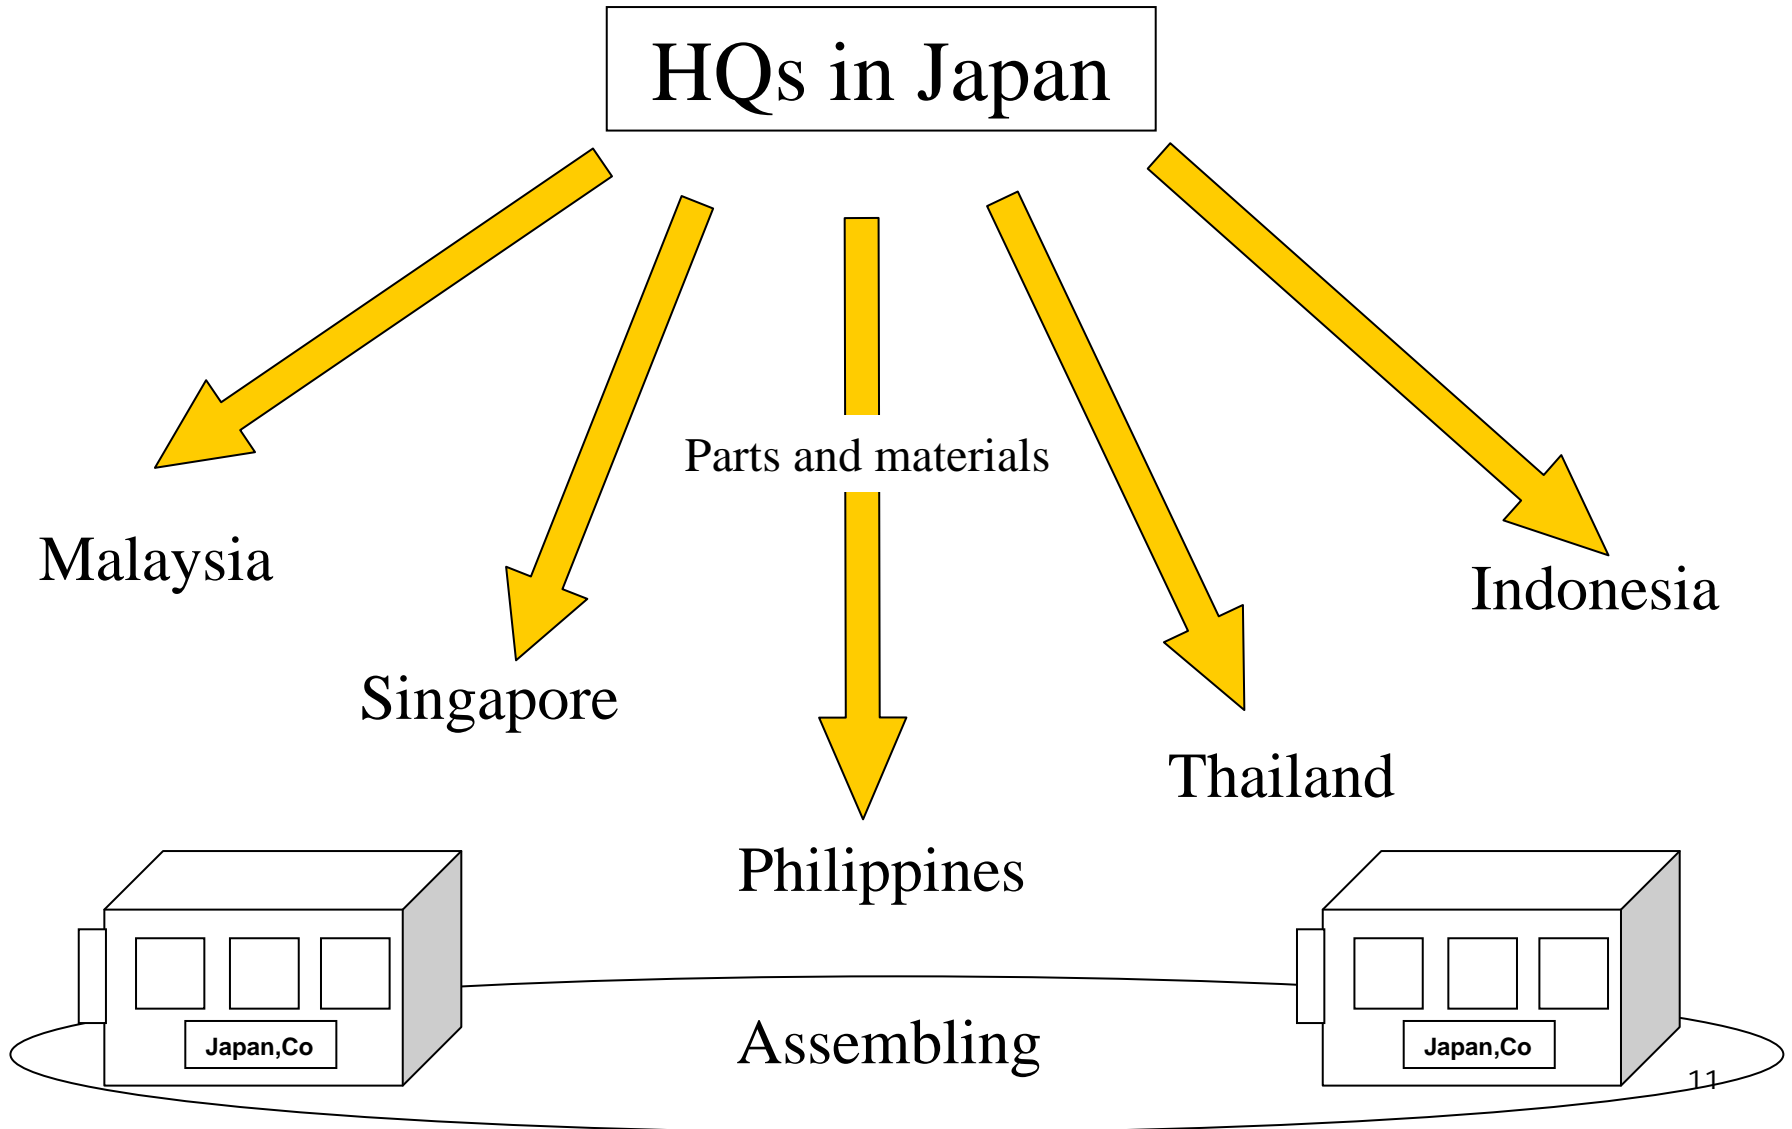 HQs in Japan
Parts and materials
Malaysia
Indonesia
Singapore
Thailand
Philippines
Assembling
Japan,Co
Japan,Co
11